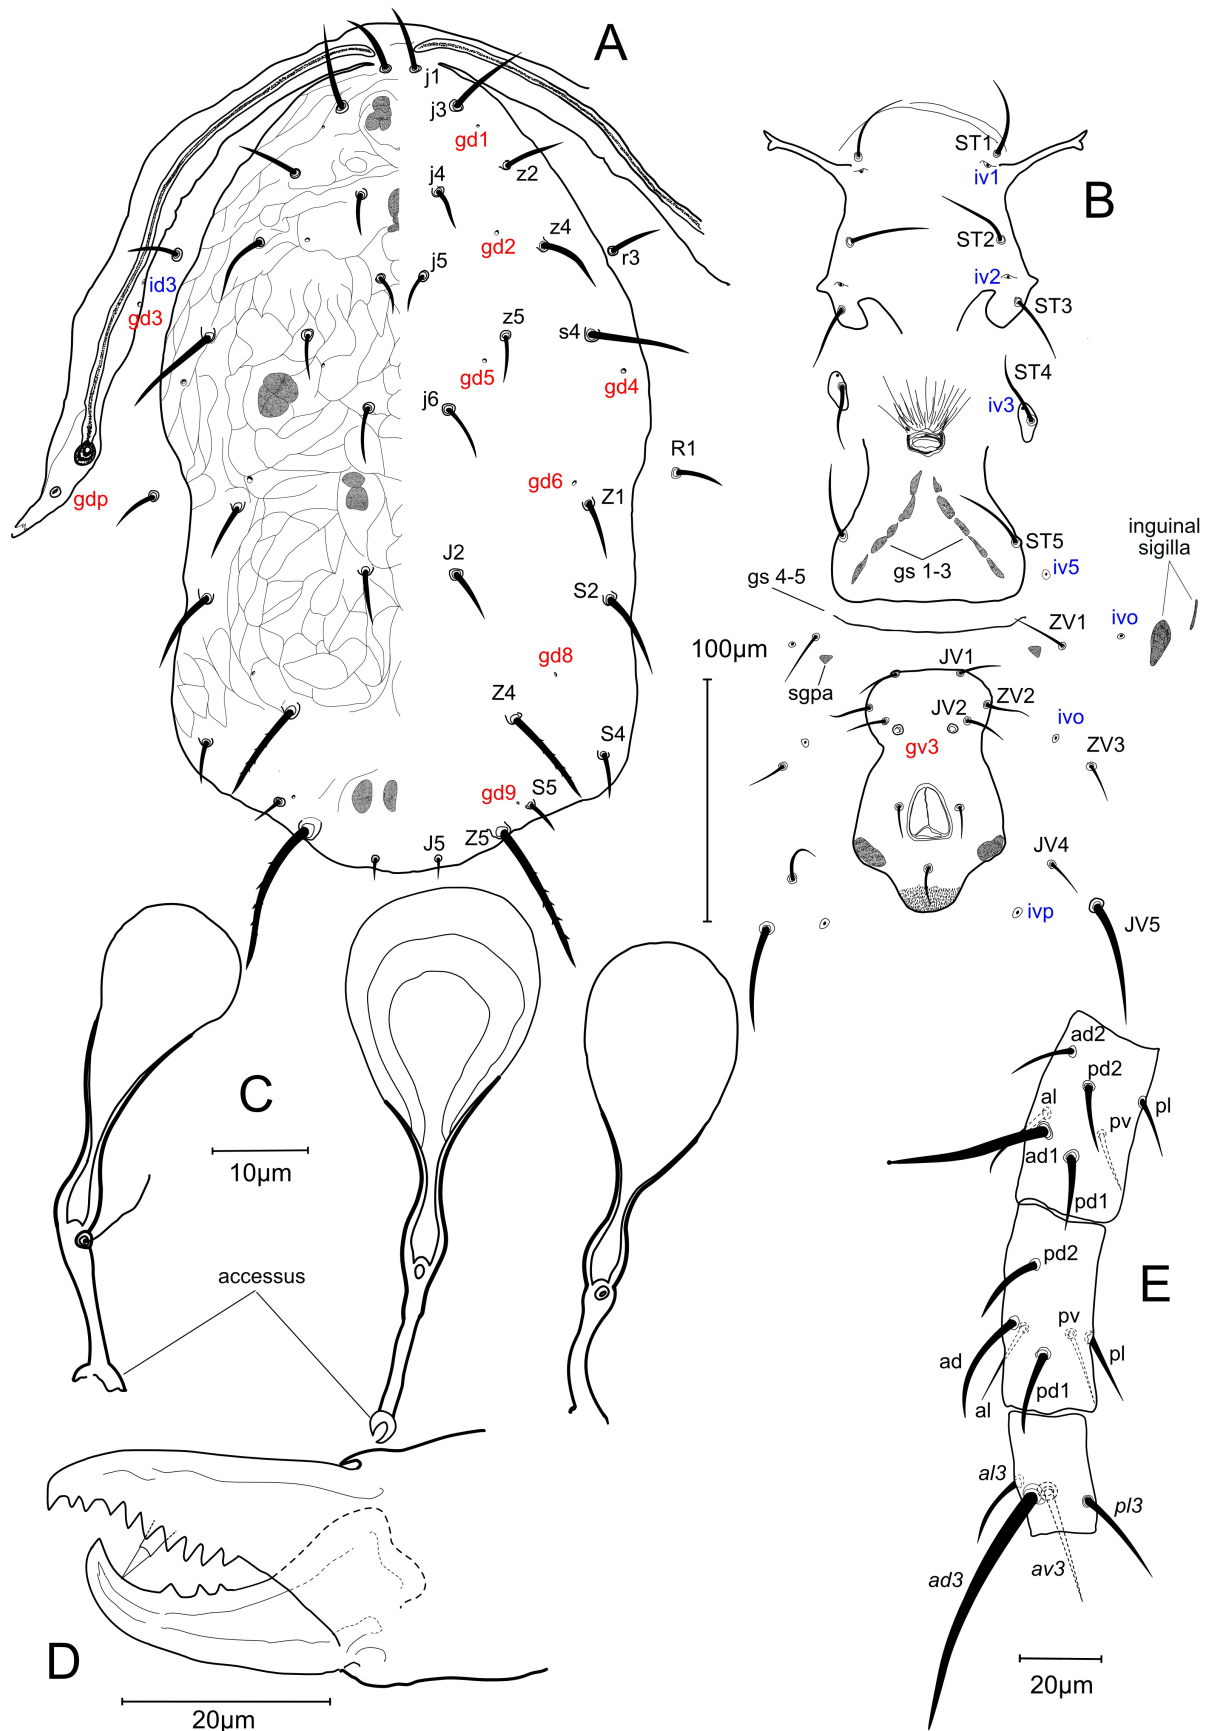 A
j1
j3
gd1
z2
j4
gd2
z4
r3
id3
j5
gd3
z5
s4
gd5
gd4
j6
R1
gd6
gdp
Z1
J2
S2
gd8
Z4
S4
gd9
S5
J5
Z5
B
ST1
iv1
ST2
iv2
ST3
ST4
iv3
ST5
gs 1-3
iv5
inguinal
sigilla
gs 4-5
ZV1
ivo
sgpa
JV1
JV2
ZV2
gv3
ivo
ZV3
JV4
ivp
JV5
100µm
C
10µm
accessus
D
20µm
E
ad2
pd2
al
pl
pv
ad1
pd1
pd2
pv
ad
pl
pd1
al
al3
pl3
av3
ad3
20µm